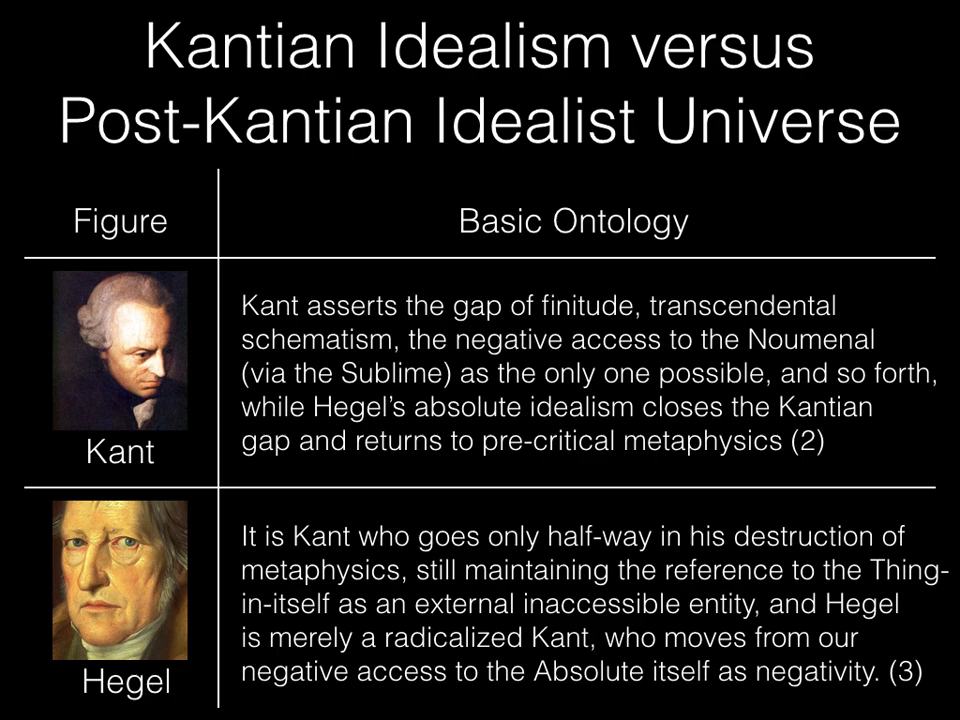 Kantian Idealism versus
Post-Kantian Idealist Universe
Figure
Basic Ontology
Kant asserts the gap of finitude, transcendental
schematism, the negative access to the Noumenal
(via the Sublime) as the only one possible, and so forth,
while Hegel's absolute idealism closes the Kantian
gap and returns to pre-critical metaphysics (2)
Kant
It is Kant who goes only half-way in his destruction of
metaphysics, still maintaining the reference to the Thing-
in-itself as an external inaccessible entity, and Hegel
is merely a radicalized Kant, who moves from our
negative access to the Absolute itself as negativity. (3)
Hegel